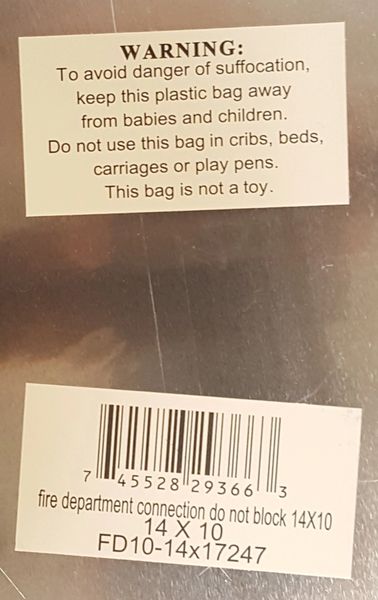 WARNING:
To avoid danger of suffocation,
keep this plastic bag away
from babies and children.
Do not use this bag in cribs, beds,
carriages or play pens.
This bag is not a toy.
7 45528 29366 3
fire department connection do not block 14X10
14 X 10
FD10-14x17247